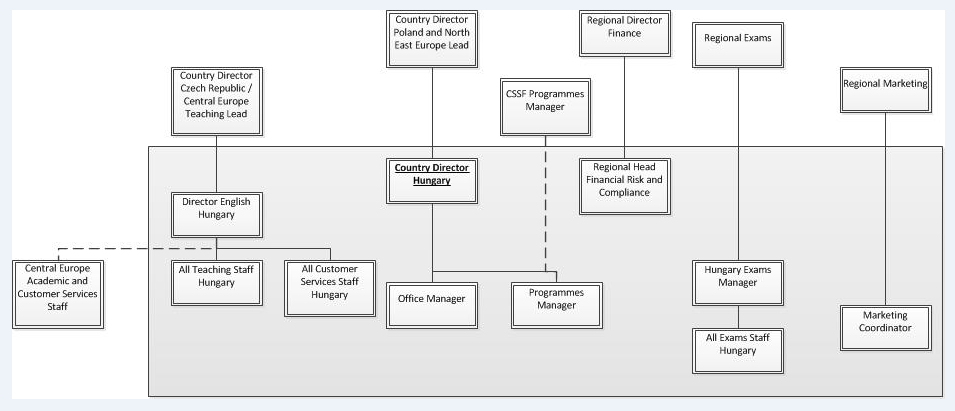 Country Director
Poland and North
East Europe Lead
Regional Director
Finance
Regional Exams
Country Director
Czech Republic /
Central Europe
Teaching Lead
CSSF Programmes
Manager
Regional Marketing
Country Director
Hungary
Regional Head
Financial Risk and
Compliance
Director English
Hungary
Central Europe
Academic and
Customer Services
Staff
All Teaching Staff
Hungary
All Customer
Services Staff
Hungary
Office Manager
Programmes
Manager
Hungary Exams
Manager
Marketing
Coordinator
All Exams Staff
Hungary